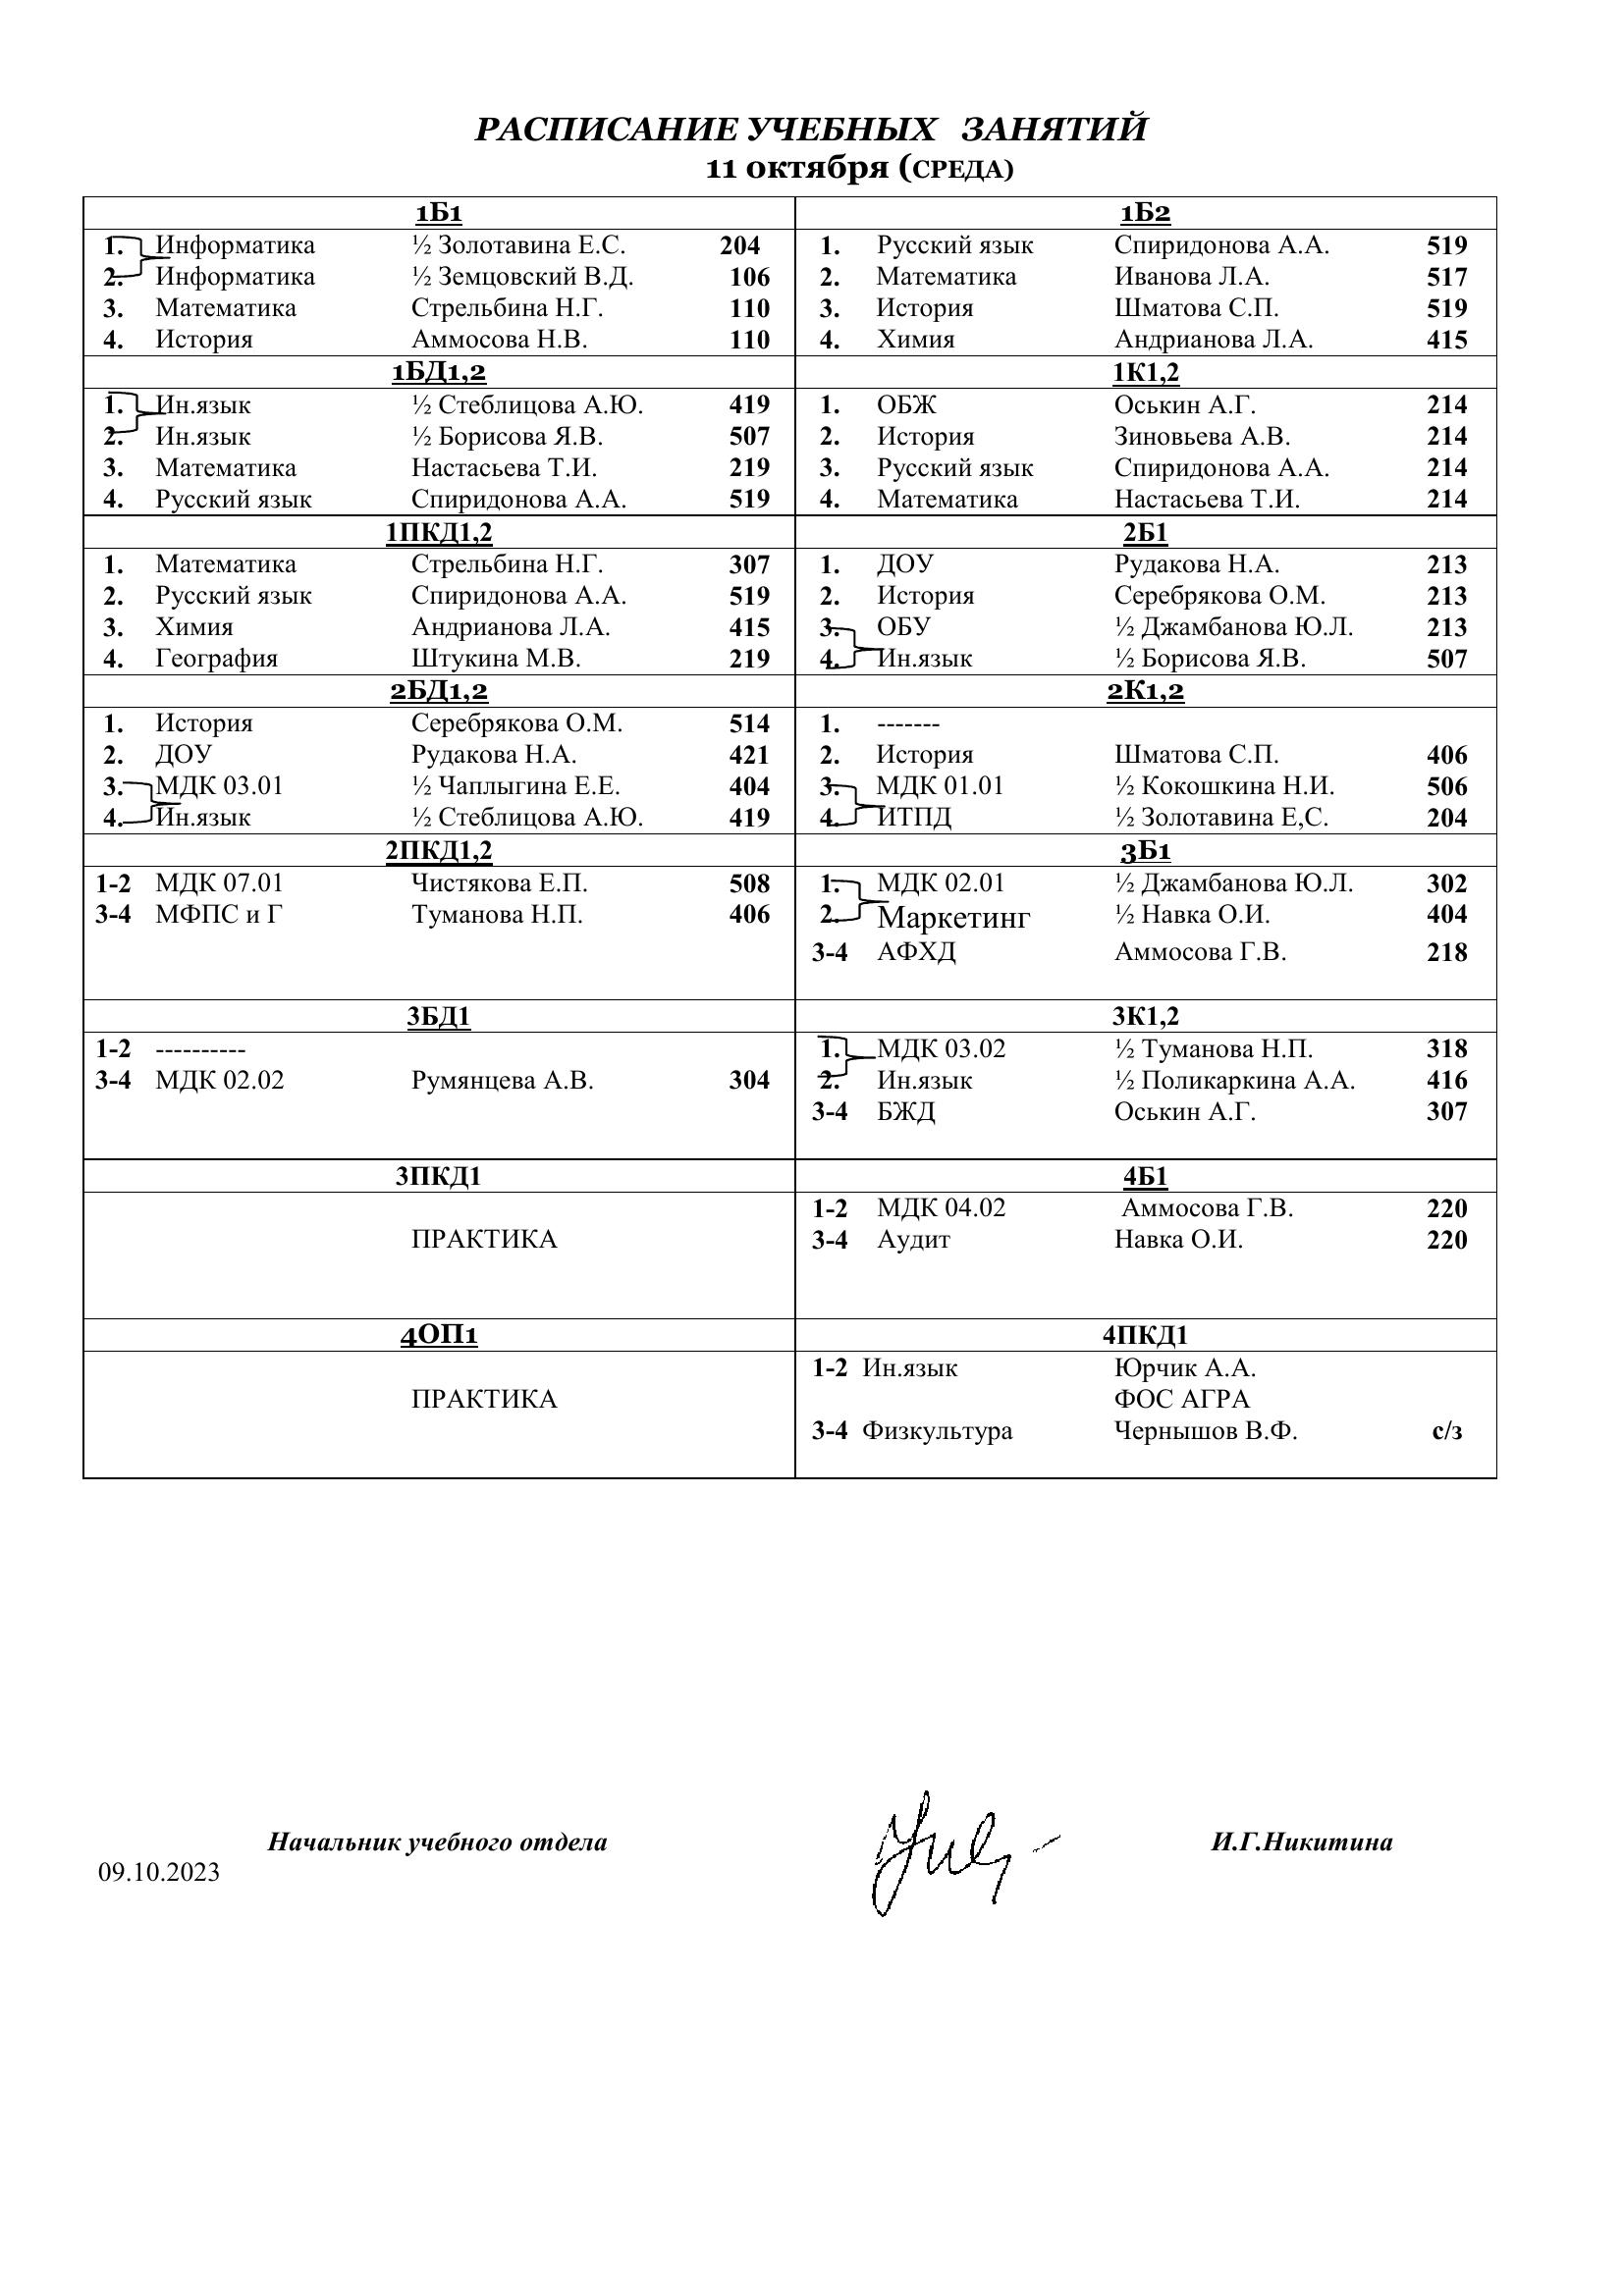 РАСПИСАНИЕ УЧЕБНЫХ ЗАНЯТИЙ
11 октября (СРЕДА)
1Б1 1Б2
1. Информатика ½ Золотавина Е.С. 204 1. Русский язык Спиридонова А.А. 519
2. Информатика ½ Земцовский В.Д. 106 2. Математика Иванова Л.А. 517
3. Математика Стрельбина Н.Г. 110 3. История Шматова С.П. 519
4. История Аммосова Н.В. 110 4. Химия Андрианова Л.А. 415
1БД1,2 1К1,2
1. Ин.язык ½ Стеблицова А.Ю. 419 1. ОБЖ Оськин А.Г. 214
2. Ин.язык ½ Борисова Я.В. 507 2. История Зиновьева А.В. 214
3. Математика Настасьева Т.И. 219 3. Русский язык Спиридонова А.А. 214
4. Русский язык Спиридонова А.А. 519 4. Математика Настасьева Т.И. 214
1ПКД1,2 2Б1
1. Математика Стрельбина Н.Г. 307 1. ДОУ Рудакова Н.А. 213
2. Русский язык Спиридонова А.А. 519 2. История Серебрякова О.М. 213
3. Химия Андрианова Л.А. 415 3. ОБУ ½ Джамбанова Ю.Л. 213
4. География Штукина М.В. 219 4. Ин.язык ½ Борисова Я.В. 507
2БД1,2 2К1,2
1. История Серебрякова О.М. 514 1. -------
2. ДОУ Рудакова Н.А. 421 2. История Шматова С.П. 406
3. МДК 03.01 ½ Чаплыгина Е.Е. 404 3. МДК 01.01 ½ Кокошкина Н.И. 506
4. Ин.язык ½ Стеблицова А.Ю. 419 4. ИТПД ½ Золотавина Е,С. 204
2ПКД1,2 3Б1
1-2 МДК 07.01 Чистякова Е.П. 508 1. МДК 02.01 ½ Джамбанова Ю.Л. 302
3-4 МФПС и Г Туманова Н.П. 406 2. Маркетинг ½ Навка О.И. 404
3-4 АФХД Аммосова Г.В. 218
3БД1 3К1,2
1-2 ---------- 1. МДК 03.02 ½ Туманова Н.П. 318
3-4 МДК 02.02 Румянцева А.В. 304 2. Ин.язык ½ Поликаркина А.А. 416
3-4 БЖД Оськин А.Г. 307
3ПКД1 4Б1
1-2 МДК 04.02 Аммосова Г.В. 220
ПРАКТИКА 3-4 Аудит Навка О.И. 220
4ОП1 4ПКД1
1-2 Ин.язык Юрчик А.А.
ПРАКТИКА ФОС АГРА
3-4 Физкультура Чернышов В.Ф. с/з
Начальник учебного отдела И.Г.Никитина
09.10.2023